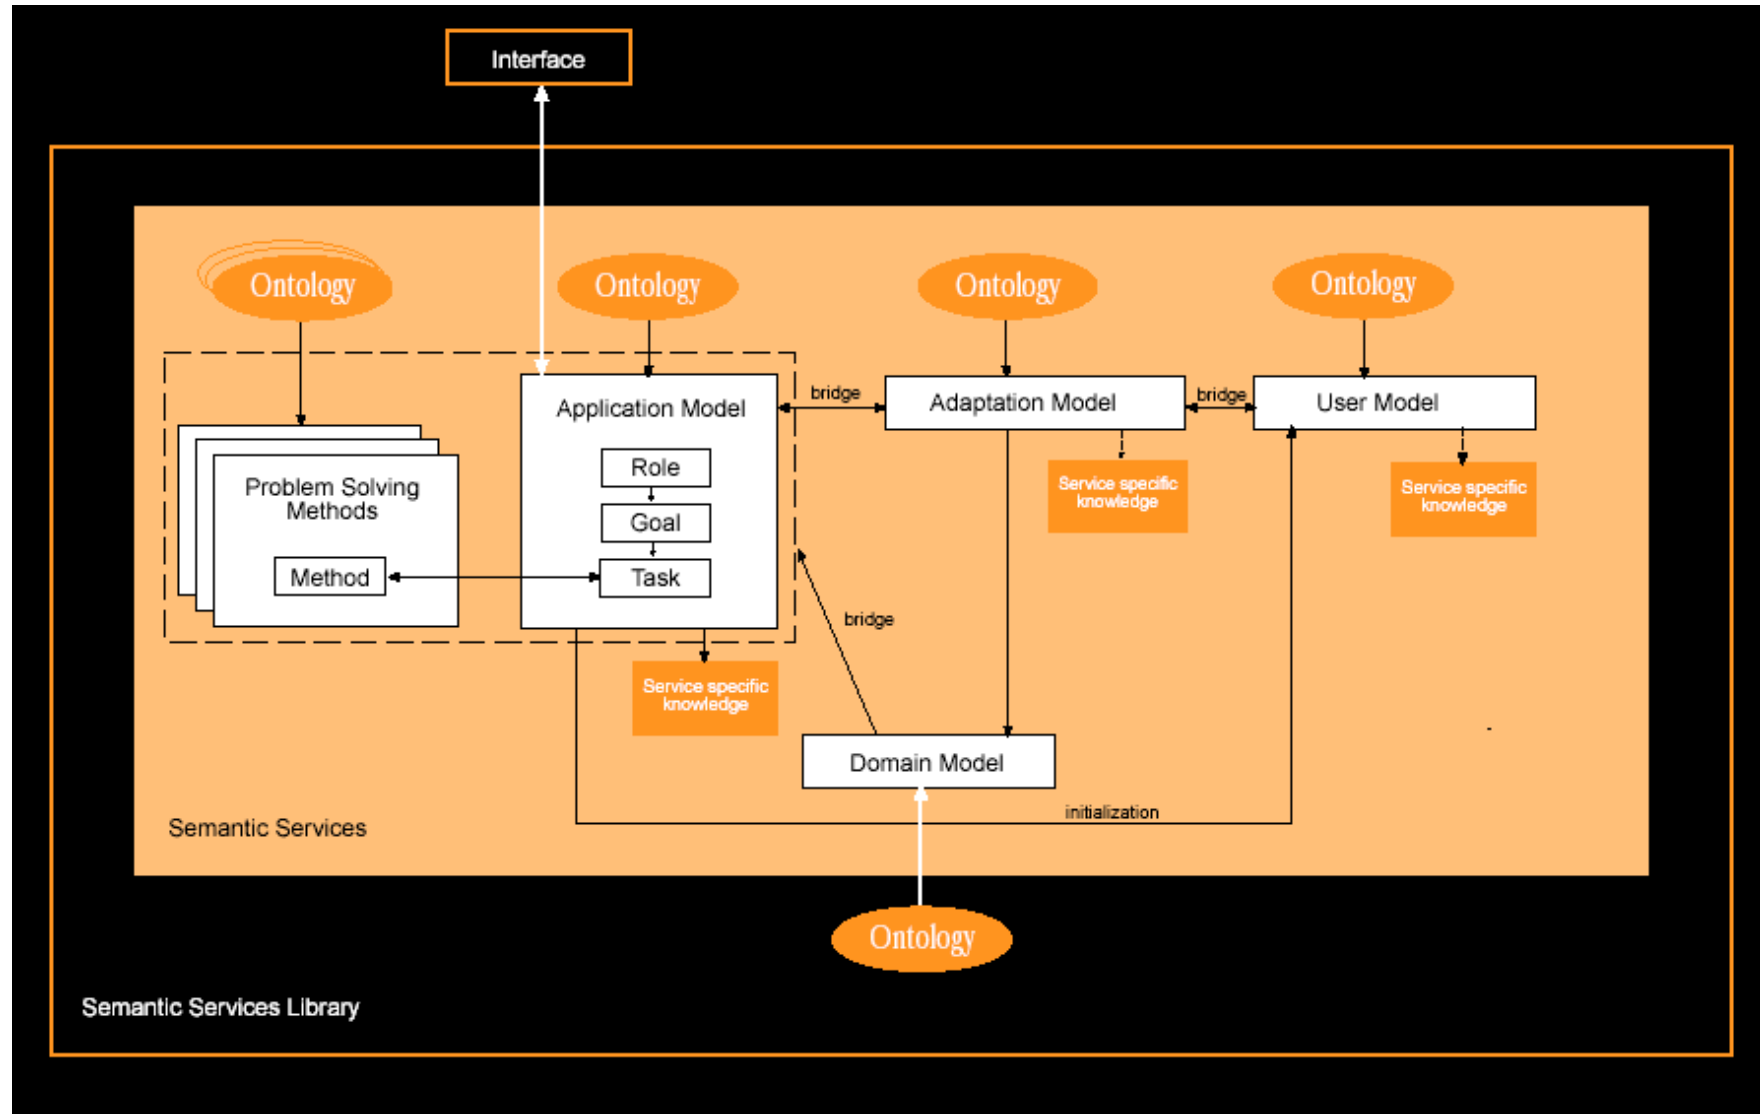 Interface
Ontology
Ontology
Ontology
Ontology
Application Model
bridge
Adaptation Model
bridge
User Model
Role
Problem Solving
Methods
Goal
Service specific
knowledge
Service specific
knowledge
Method
Task
bridge
Service specific
knowledge
Domain Model
initialization
Semantic Services
Ontology
Semantic Services Library